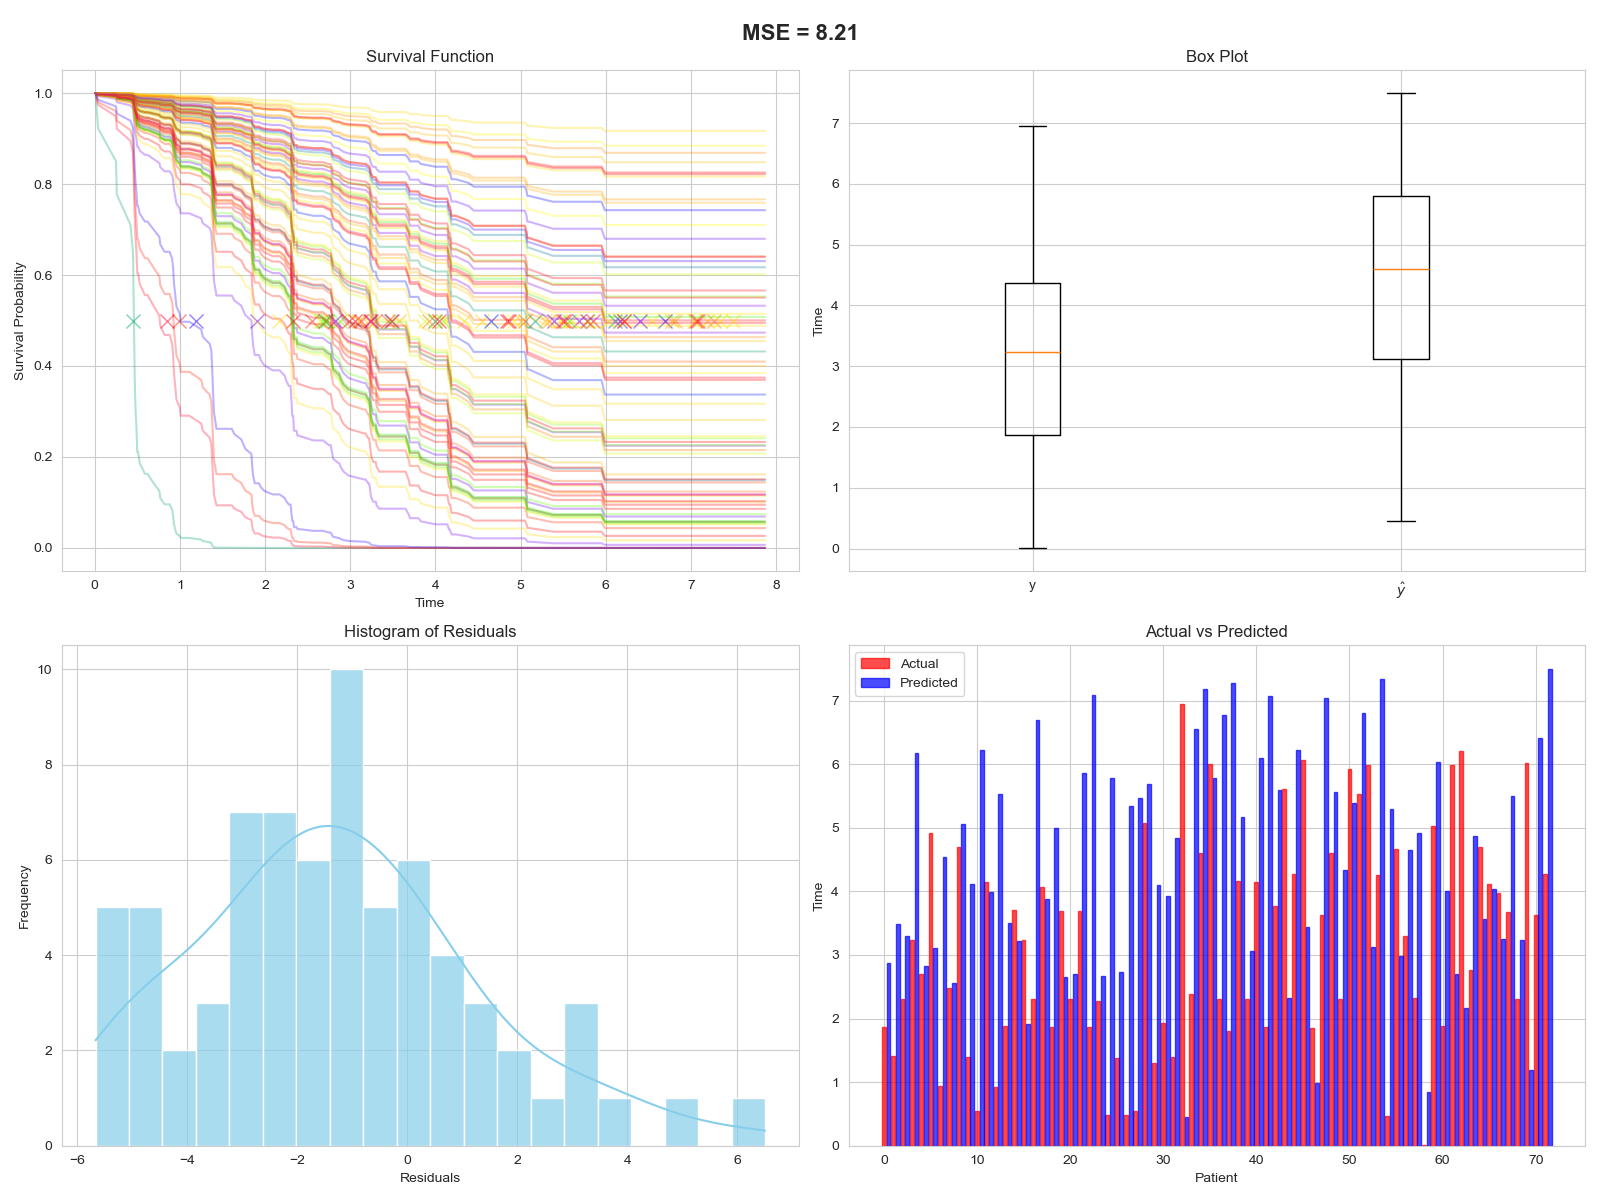 MSE = 8.21
Survival Function
1.0
0.8
0.6
0.4
0.2
0.0
Survival Probability
0 1 2 3 4 5 6 7 8
Time
Box Plot
7
6
5
4
3
2
1
0
Time
y ŷ
Histogram of Residuals
10
8
6
4
2
0
Frequency
−6 −4 −2 0 2 4 6
Residuals
Actual vs Predicted
Actual
Predicted
7
6
5
4
3
2
1
0
Time
0 10 20 30 40 50 60 70
Patient